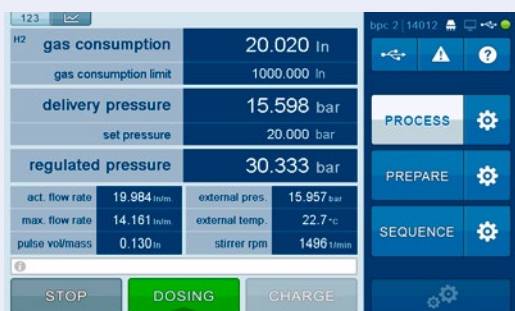 123
bpc 2 | 14012
H2 gas consumption 20.020 ln
gas consumption limit 1000.000 ln
delivery pressure 15.598 bar
set pressure 20.000 bar
regulated pressure 30.333 bar
act. flow rate 19.984 ln/m external pres. 15.957 bar
max. flow rate 14.161 ln/m external temp. 22.7 °C
pulse vol/mass 0.130 ln stirrer rpm 1496 1/min
STOP DOSING CHARGE
?
PROCESS
PREPARE
SEQUENCE